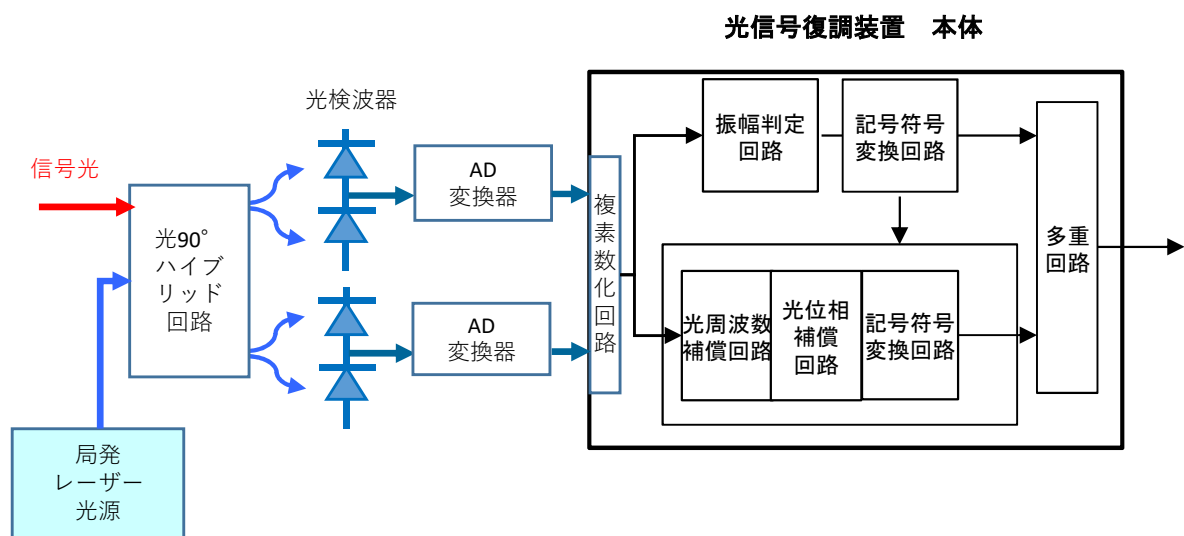 光信号復調装置　本体
光検波器
信号光
光90°
ハイブ
リッド
回路
局発
レーザー
光源
AD
変換器
AD
変換器
複
素
数
化
回
路
振幅判定
回路
記号符号
変換回路
光周波数
補償回路
光位相
補償
回路
記号符号
変換回路
多重
回路